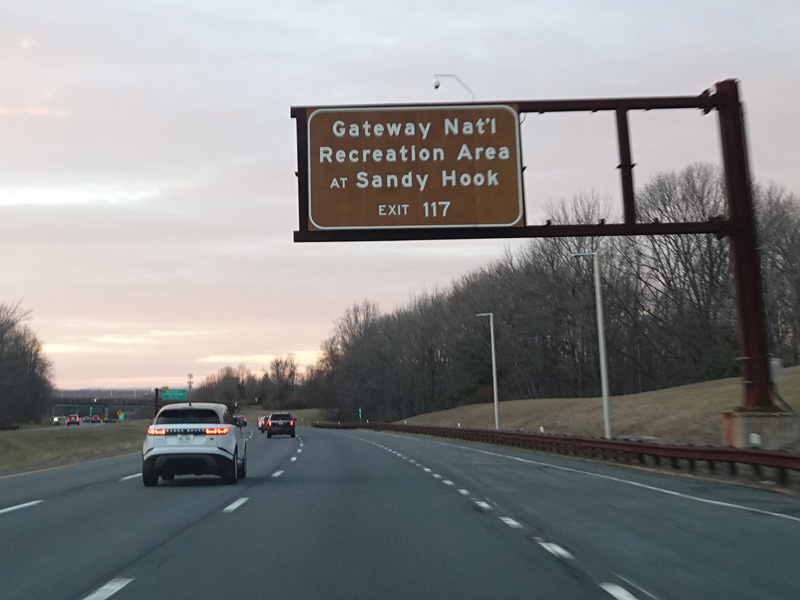 Gateway Nat'l
Recreation Area
AT Sandy Hook
EXIT 117